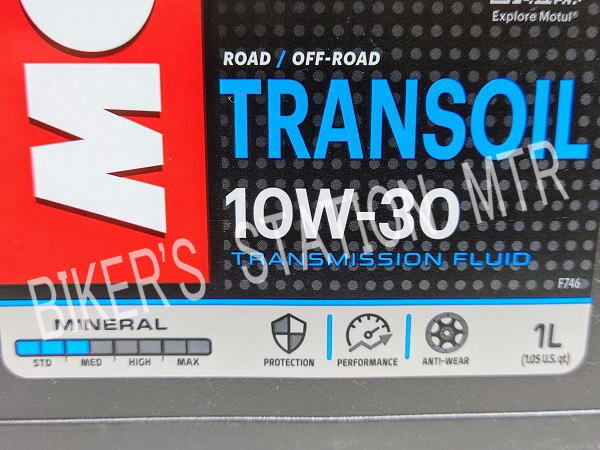 Explore Motul®
ROAD / OFF-ROAD
TRANSOIL
10W-30
TRANSMISSION FLUID
BIKER'S STATION MTR
F746
MINERAL
STD MED HIGH MAX
PROTECTION
PERFORMANCE
ANTI-WEAR
1L
(1.05 U.S. qt)